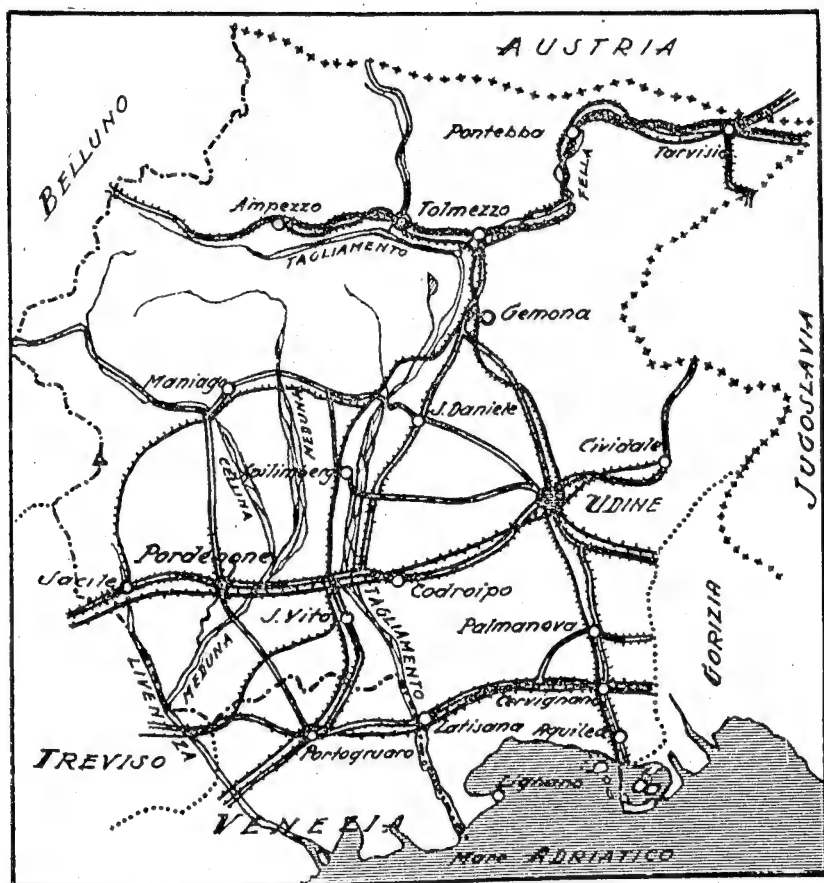 AUSTRIA
BELLUNO
Pontebba
Tarvisio
FELLA
Ampezzo
Tolmezzo
TAGLIAMENTO
Gemona
JUGOSLAVIA
Maniago
MEDUNA
S. Daniele
Cividale
CELLINA
Spilimberg
UDINE
Pordenone
Sacile
Codroipo
TAGLIAMENTO
S. Vito
Palmanova
GORIZIA
MEDUNA
LIVENZA
Cervignano
Latisana
Aquileia
Portogruaro
TREVISO
Lignano
VENEZIA
Mare ADRIATICO